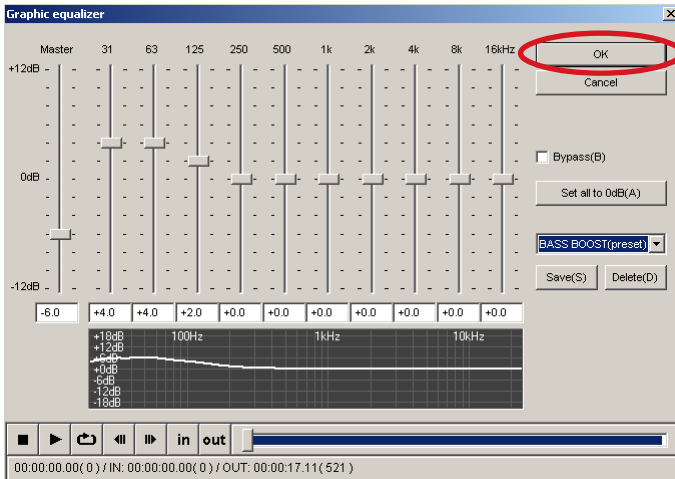 Graphic equalizer
Master 31 63 125 250 500 1k 2k 4k 8k 16kHz
OK
+12dB
Cancel
Bypass(B)
0dB
Set all to 0dB(A)
BASS BOOST(preset)
Save(S) Delete(D)
-12dB
-6.0 +4.0 +4.0 +2.0 +0.0 +0.0 +0.0 +0.0 +0.0 +0.0 +0.0
+18dB 100Hz 1kHz 10kHz
+12dB
+6dB
+0dB
-6dB
-12dB
-18dB
in out
00:00:00.00( 0 ) / IN: 00:00:00.00( 0 ) / OUT: 00:00:17.11( 521 )